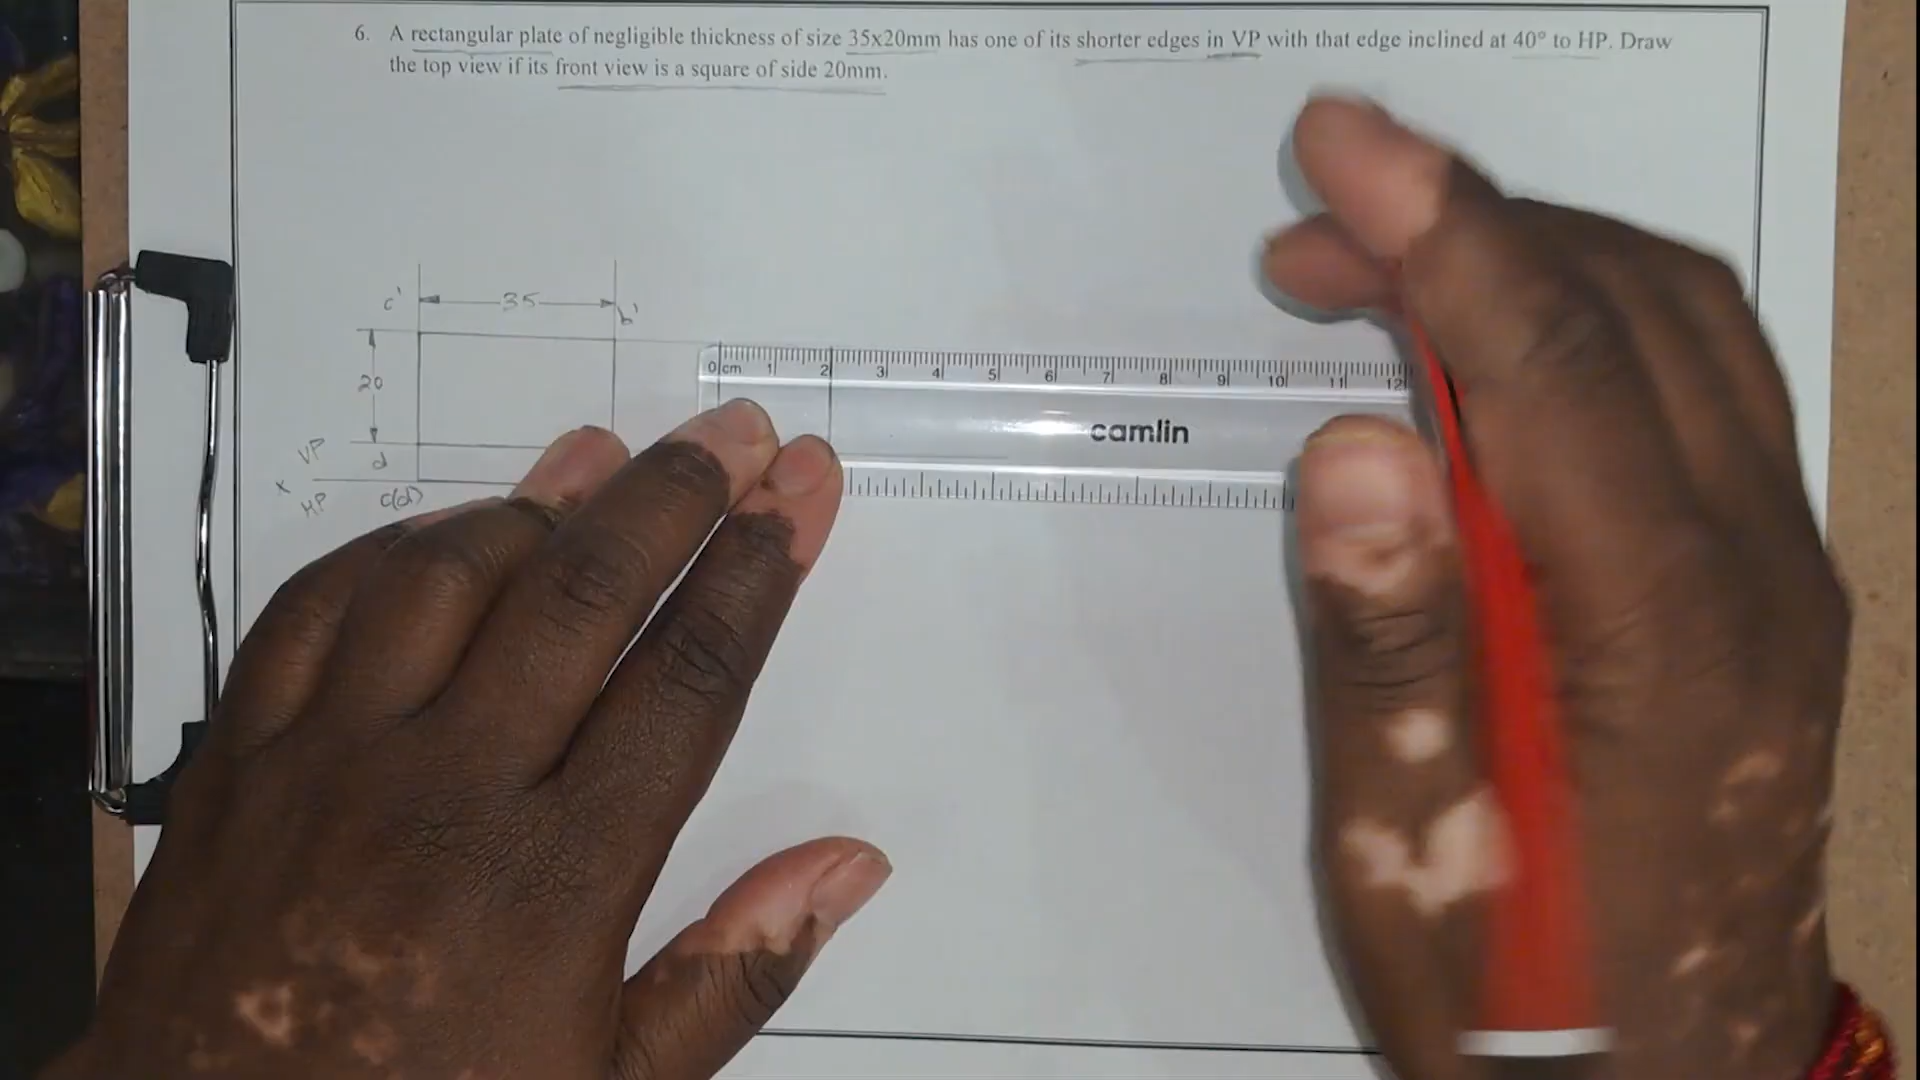 6. A rectangular plate of negligible thickness of size 35x20mm has one of its shorter edges in VP with that edge inclined at 40° to HP. Draw
the top view if its front view is a square of side 20mm.
c' 35 b'
0 cm 1 2 3 4 5 6 7 8 9 10 11 12
20
camlin
VP d
X
HP c(d)